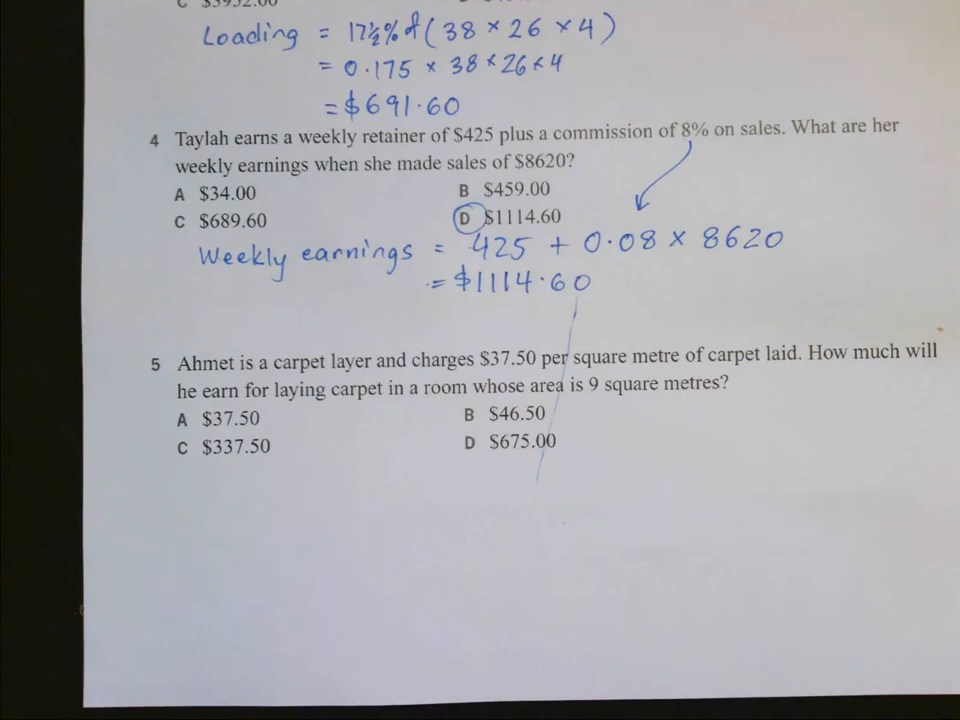 C $3952.00
Loading = 17½% of (38 × 26 × 4)
= 0.175 × 38 × 26 × 4
= $691.60
4 Taylah earns a weekly retainer of $425 plus a commission of 8% on sales. What are her
weekly earnings when she made sales of $8620?
A $34.00 B $459.00
C $689.60 D $1114.60
Weekly earnings = 425 + 0.08 × 8620
= $1114.60
5 Ahmet is a carpet layer and charges $37.50 per square metre of carpet laid. How much will
he earn for laying carpet in a room whose area is 9 square metres?
A $37.50 B $46.50
C $337.50 D $675.00